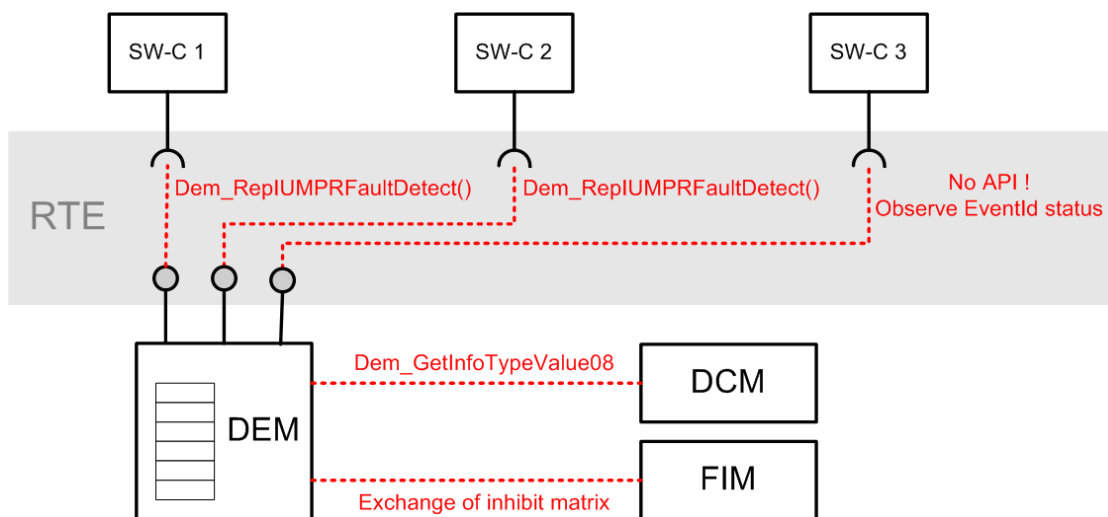 SW-C 1
SW-C 2
SW-C 3
Dem_RepIUMPRFaultDetect()
Dem_RepIUMPRFaultDetect()
No API !
Observe EventId status
RTE
Dem_GetInfoTypeValue08
DCM
DEM
FIM
Exchange of inhibit matrix